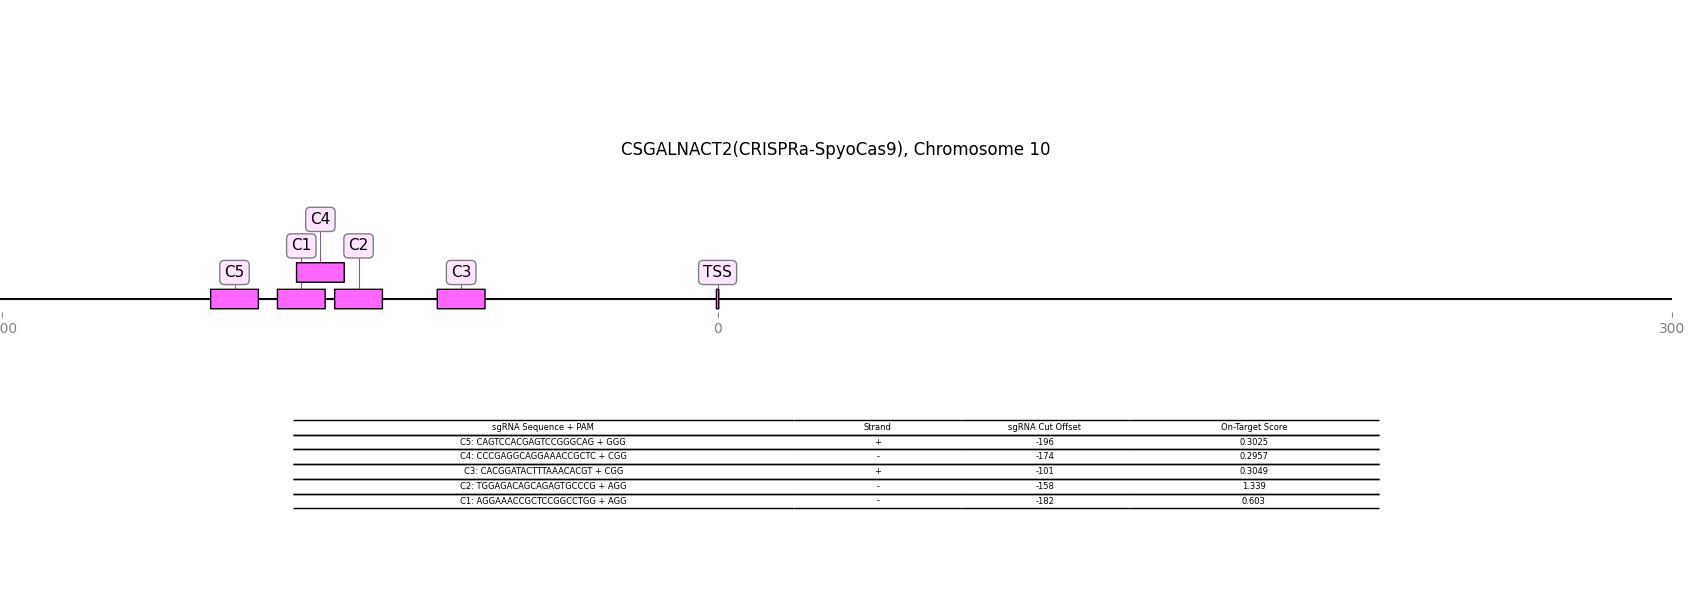 CSGALNACT2(CRISPRa-SpyoCas9), Chromosome 10
C4
C1 C2
C5 C3 TSS
00 0 300
sgRNA Sequence + PAM Strand sgRNA Cut Offset On-Target Score
C5: CAGTCCACGAGTCCGGGCAG + GGG + -196 0.3025
C4: CCCGAGGCAGGAAACCGCTC + CGG - -174 0.2957
C3: CACGGATACTTTAAACACGT + CGG + -101 0.3049
C2: TGGAGACAGCAGAGTGCCCG + AGG - -158 1.339
C1: AGGAAACCGCTCCGGCCTGG + AGG - -182 0.603